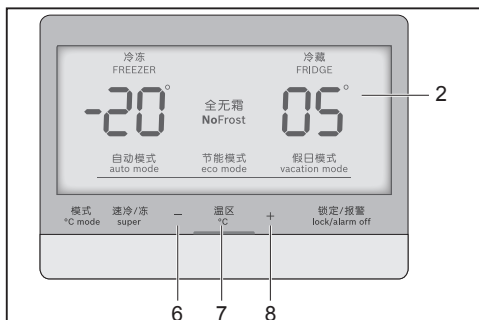 冷冻 冷藏
FREEZER FRIDGE
-20° 全无霜 05° 2
NoFrost
自动模式 节能模式 假日模式
auto mode eco mode vacation mode
模式 速冷/冻 − 温区 + 锁定/报警
°C mode super °C lock/alarm off
6 7 8